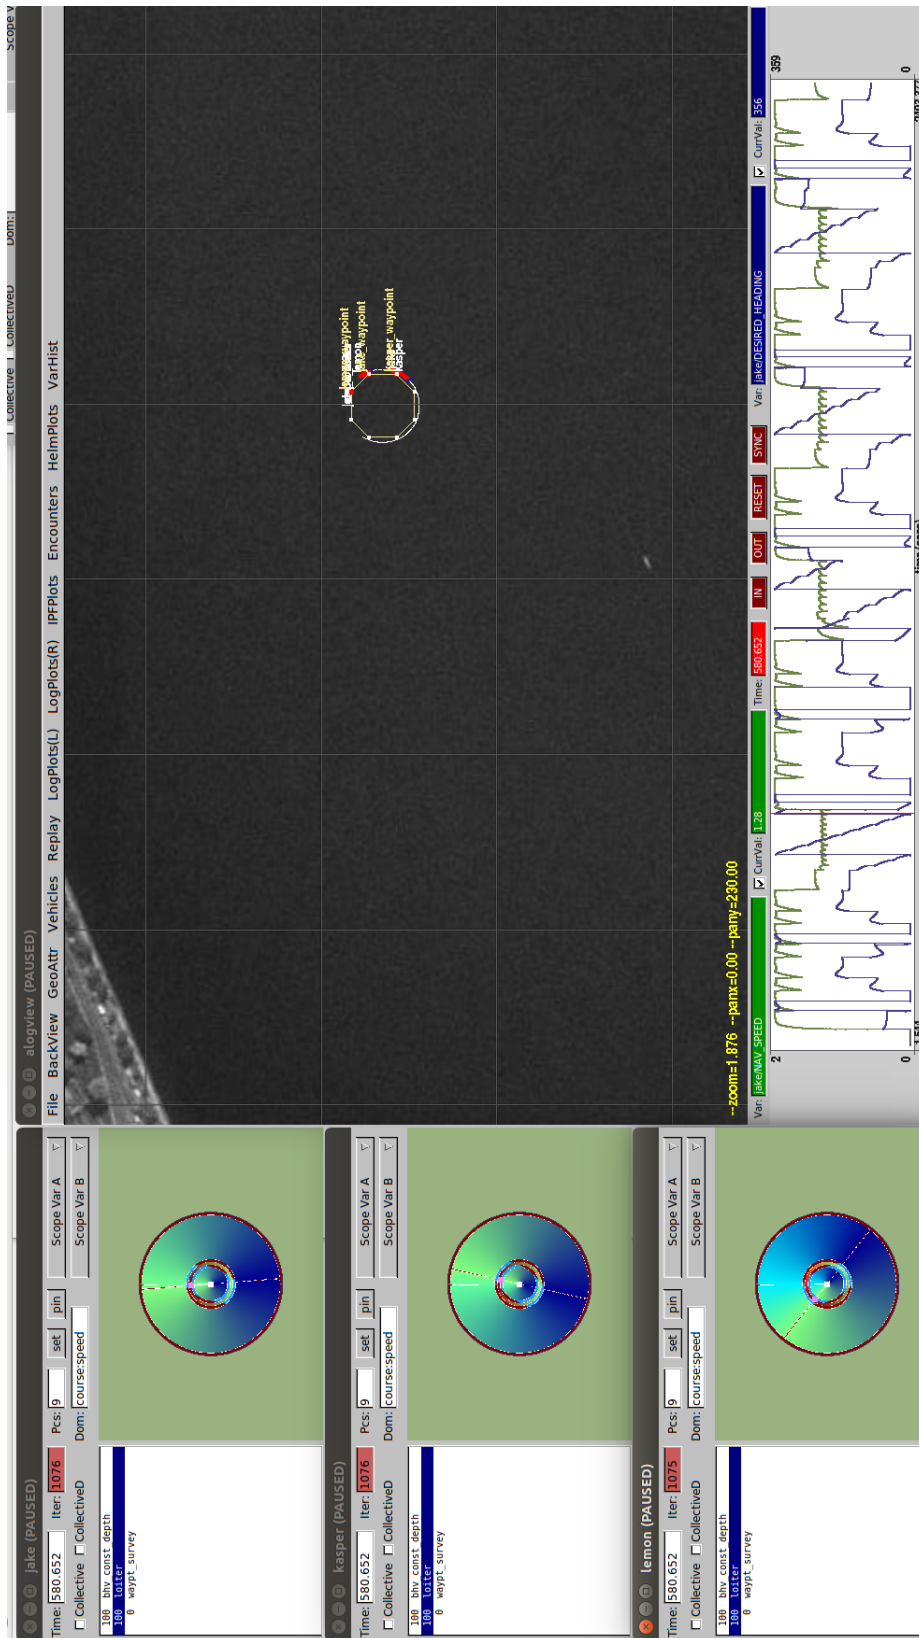 Scope V
Collective CollectiveD Dom:
jake (PAUSED)
Time: 580.652 Iter: 1076 Pcs: 9 set pin Scope Var A
Collective CollectiveD Dom: course:speed Scope Var B
100 bhv_const_depth
100 loiter
0 waypt_survey
kasper (PAUSED)
Time: 580.652 Iter: 1076 Pcs: 9 set pin Scope Var A
Collective CollectiveD Dom: course:speed Scope Var B
100 bhv_const_depth
100 loiter
0 waypt_survey
lemon (PAUSED)
Time: 580.652 Iter: 1075 Pcs: 9 set pin Scope Var A
Collective CollectiveD Dom: course:speed Scope Var B
100 bhv_const_depth
100 loiter
0 waypt_survey
alogview (PAUSED)
File BackView GeoAttr Vehicles Replay LogPlots(L) LogPlots(R) IPFPlots Encounters HelmPlots VarHist
kasper_waypoint
kasper
--zoom=1.876 --panx=0.00 --pany=230.00
Var: jake/NAV_SPEED CurrVal: 1.28 Time: 580.652 IN OUT RESET SYNC Var: jake/DESIRED_HEADING CurrVal: 356
2 359
0 0